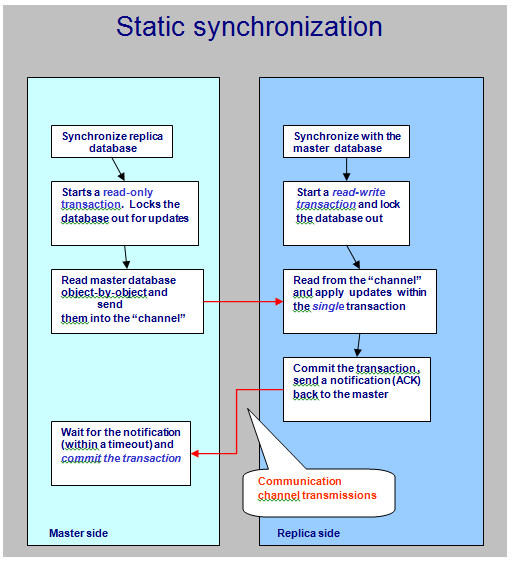 Static synchronization
Synchronize replica
database
Starts a read-only
transaction. Locks the
database out for updates
Read master database
object-by-object and
send
them into the “channel”
Wait for the notification
(within a timeout) and
commit the transaction
Master side
Synchronize with the
master database
Start a read-write
transaction and lock
the database out
Read from the “channel”
and apply updates within
the single transaction
Commit the transaction,
send a notification (ACK)
back to the master
Communication
channel transmissions
Replica side